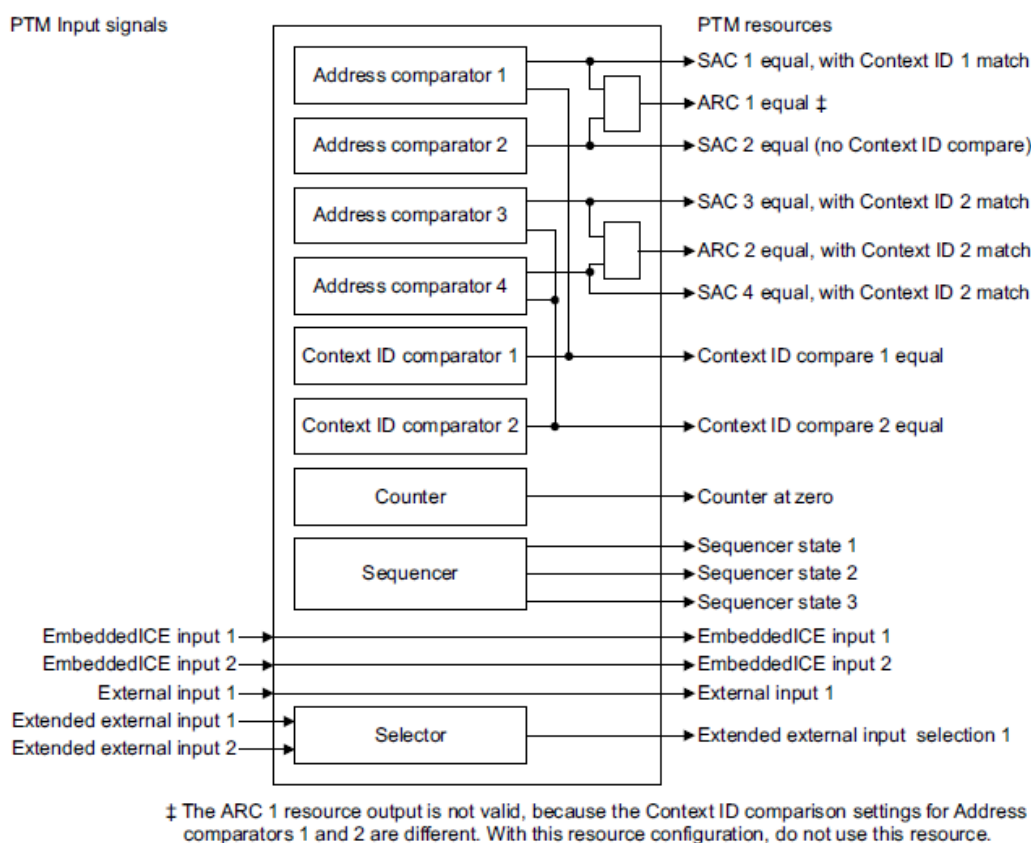 PTM Input signals
PTM resources
Address comparator 1
SAC 1 equal, with Context ID 1 match
ARC 1 equal ‡
Address comparator 2
SAC 2 equal (no Context ID compare)
Address comparator 3
SAC 3 equal, with Context ID 2 match
ARC 2 equal, with Context ID 2 match
Address comparator 4
SAC 4 equal, with Context ID 2 match
Context ID comparator 1
Context ID compare 1 equal
Context ID comparator 2
Context ID compare 2 equal
Counter
Counter at zero
Sequencer
Sequencer state 1
Sequencer state 2
Sequencer state 3
EmbeddedICE input 1
EmbeddedICE input 1
EmbeddedICE input 2
EmbeddedICE input 2
External input 1
External input 1
Extended external input 1
Extended external input 2
Selector
Extended external input selection 1
‡ The ARC 1 resource output is not valid, because the Context ID comparison settings for Address
comparators 1 and 2 are different. With this resource configuration, do not use this resource.